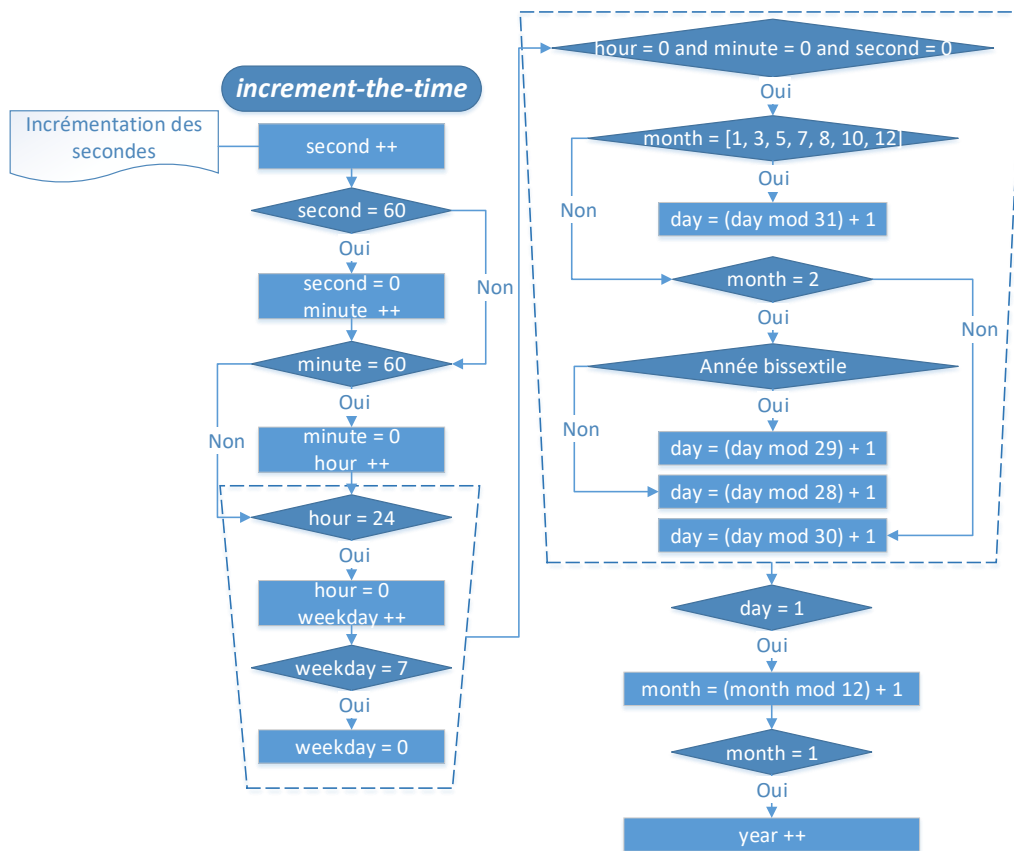 increment-the-time
Incrémentation des
secondes
second ++
second = 60
Oui
Non
second = 0
minute ++
minute = 60
Oui
Non
minute = 0
hour ++
hour = 24
Oui
hour = 0
weekday ++
weekday = 7
Oui
weekday = 0
hour = 0 and minute = 0 and second = 0
Oui
month = [1, 3, 5, 7, 8, 10, 12]
Oui
Non
day = (day mod 31) + 1
month = 2
Oui
Non
Année bissextile
Oui
Non
day = (day mod 29) + 1
day = (day mod 28) + 1
day = (day mod 30) + 1
day = 1
Oui
month = (month mod 12) + 1
month = 1
Oui
year ++